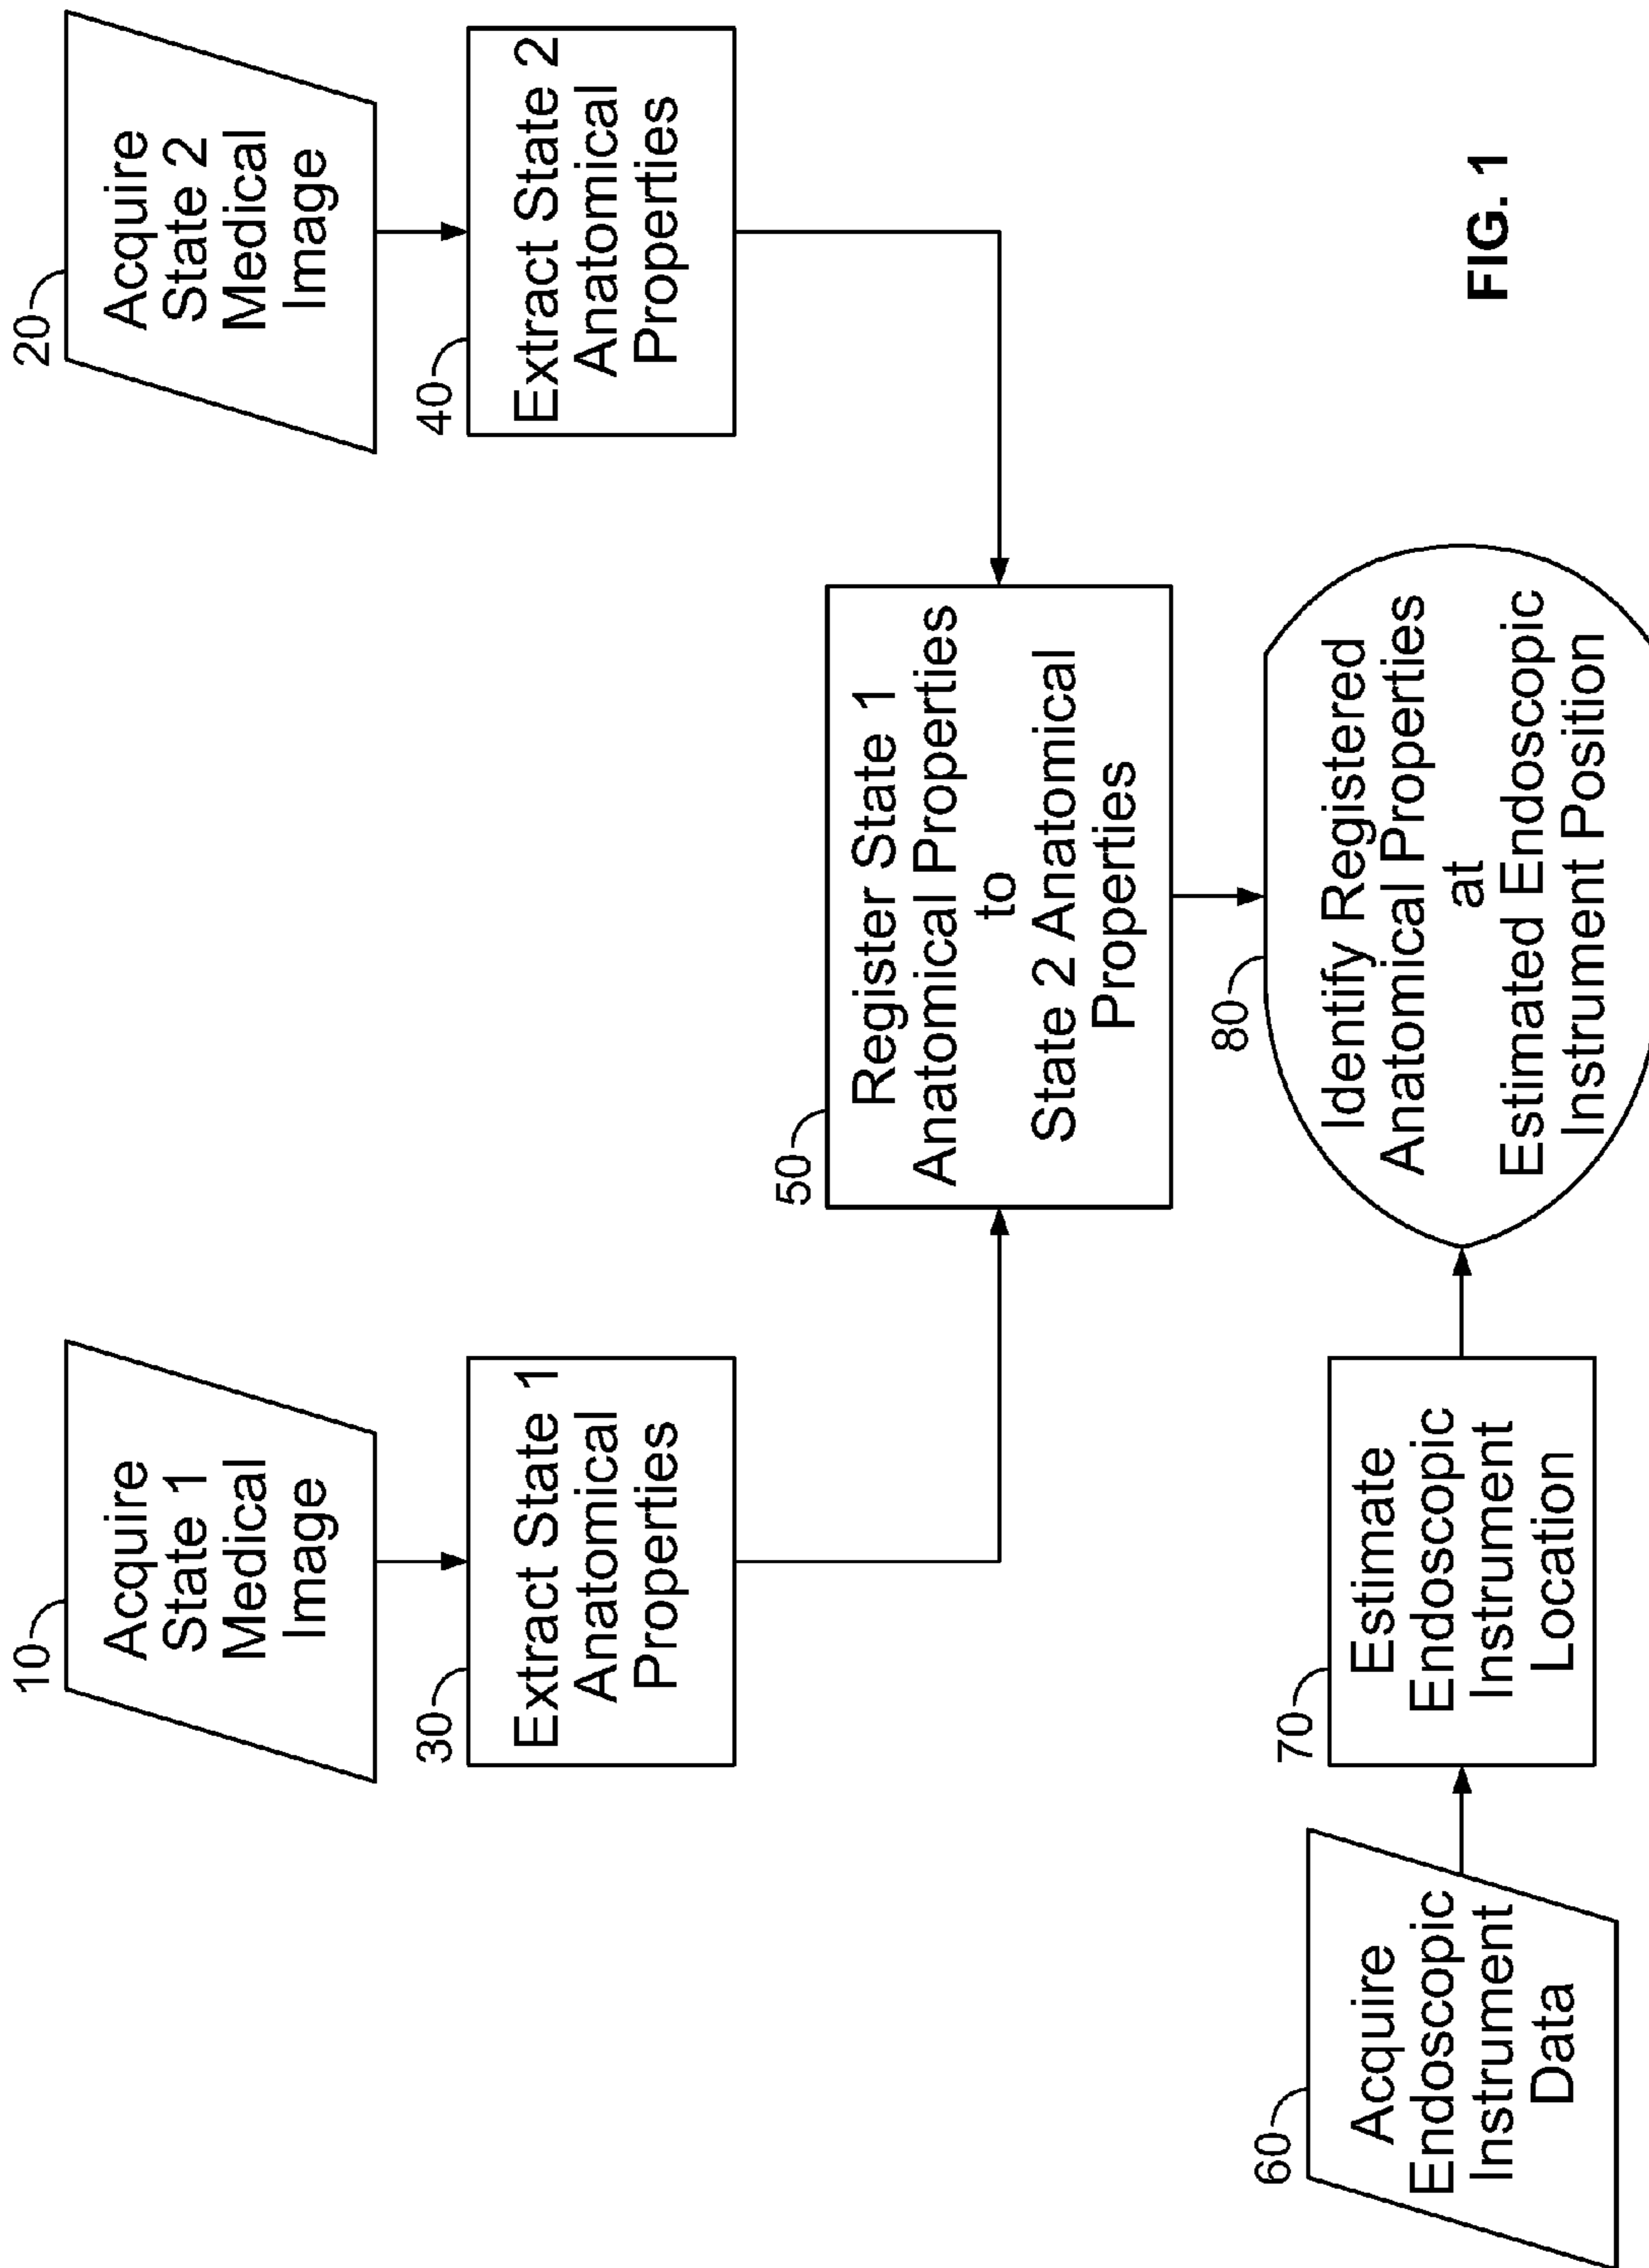 10
Acquire
State 1
Medical
Image
20
Acquire
State 2
Medical
Image
30
Extract State 1
Anatomical
Properties
40
Extract State 2
Anatomical
Properties
50
Register State 1
Anatomical Properties
to
State 2 Anatomical
Properties
60
Acquire
Endoscopic
Instrument
Data
70
Estimate
Endoscopic
Instrument
Location
80
Identify Registered
Anatomical Properties
at
Estimated Endoscopic
Instrument Position
FIG. 1